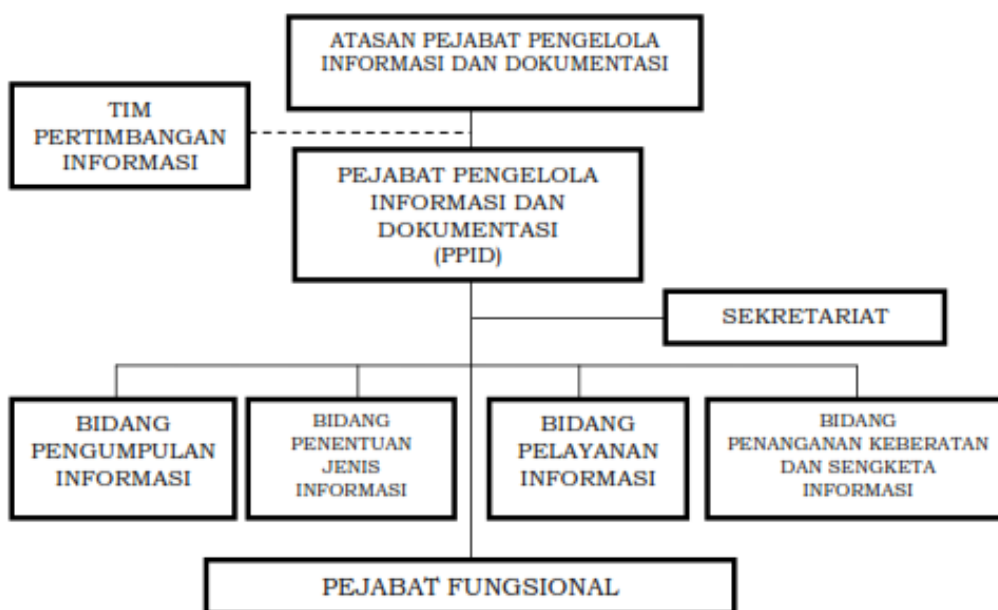 ATASAN PEJABAT PENGELOLA
INFORMASI DAN DOKUMENTASI
TIM
PERTIMBANGAN
INFORMASI
PEJABAT PENGELOLA
INFORMASI DAN
DOKUMENTASI
(PPID)
SEKRETARIAT
BIDANG
PENGUMPULAN
INFORMASI
BIDANG
PENENTUAN
JENIS
INFORMASI
BIDANG
PELAYANAN
INFORMASI
BIDANG
PENANGANAN KEBERATAN
DAN SENGKETA
INFORMASI
PEJABAT FUNGSIONAL